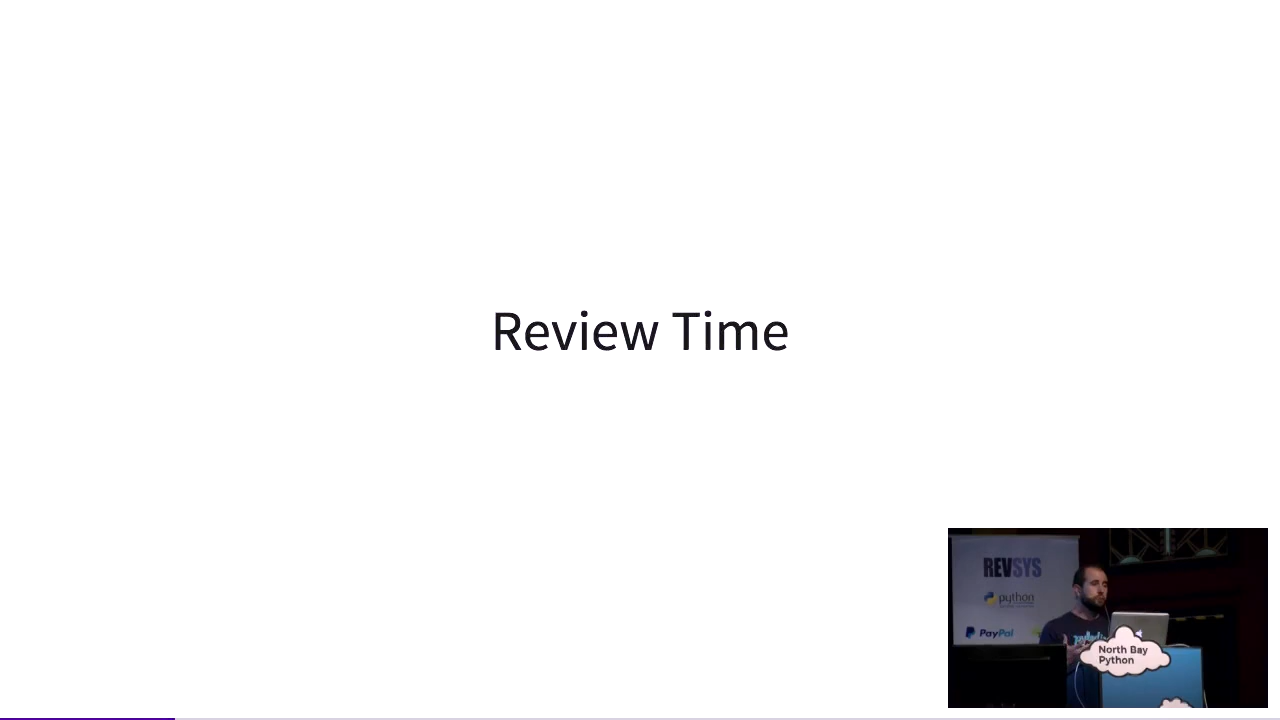 Review Time
REVSYS
python
PayPal
North Bay
Python